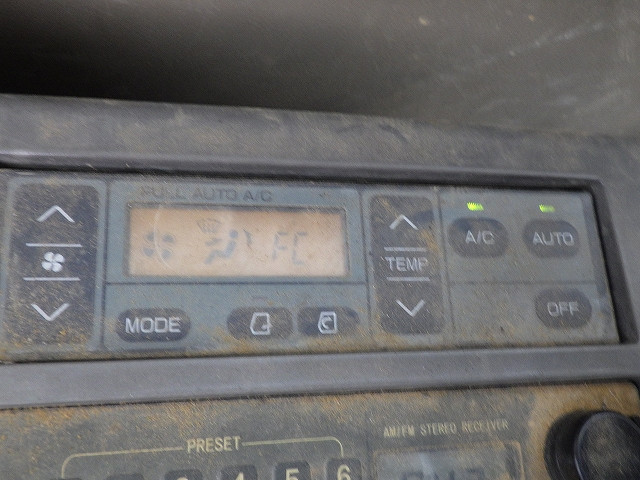 FULL AUTO A/C
FC
TEMP
A/C
AUTO
MODE
OFF
AM/FM STEREO RECEIVER
PRESET
4 5 6